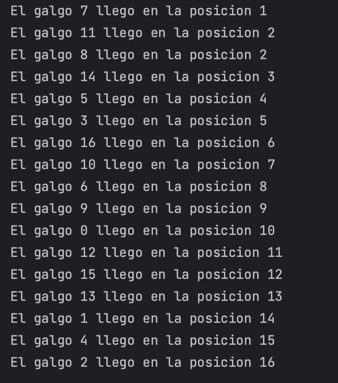 El galgo 7 llego en la posicion 1
El galgo 11 llego en la posicion 2
El galgo 8 llego en la posicion 2
El galgo 14 llego en la posicion 3
El galgo 5 llego en la posicion 4
El galgo 3 llego en la posicion 5
El galgo 16 llego en la posicion 6
El galgo 10 llego en la posicion 7
El galgo 6 llego en la posicion 8
El galgo 9 llego en la posicion 9
El galgo 0 llego en la posicion 10
El galgo 12 llego en la posicion 11
El galgo 15 llego en la posicion 12
El galgo 13 llego en la posicion 13
El galgo 1 llego en la posicion 14
El galgo 4 llego en la posicion 15
El galgo 2 llego en la posicion 16